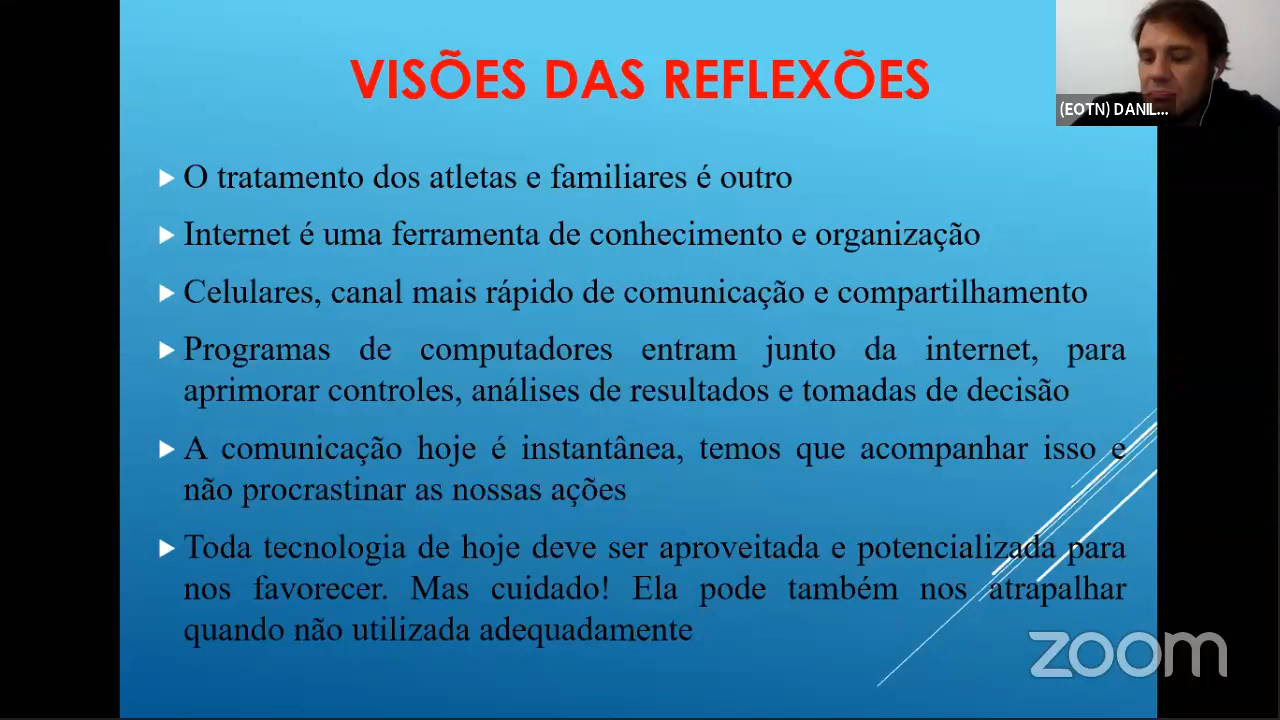 VISÕES DAS REFLEXÕES
(EOTN) DANIL...
O tratamento dos atletas e familiares é outro
Internet é uma ferramenta de conhecimento e organização
Celulares, canal mais rápido de comunicação e compartilhamento
Programas de computadores entram junto da internet, para
aprimorar controles, análises de resultados e tomadas de decisão
A comunicação hoje é instantânea, temos que acompanhar isso e
não procrastinar as nossas ações
Toda tecnologia de hoje deve ser aproveitada e potencializada para
nos favorecer. Mas cuidado! Ela pode também nos atrapalhar
quando não utilizada adequadamente
zoom